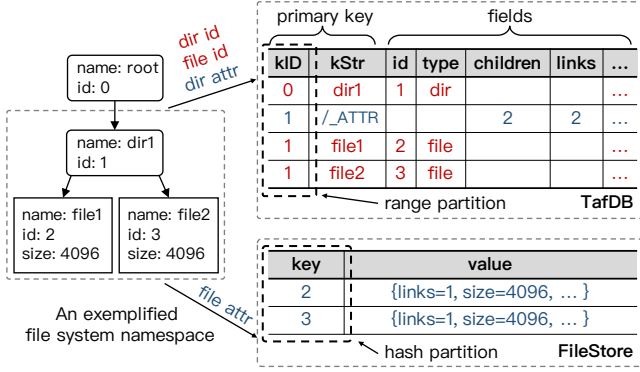 primary key
fields
dir id
file id
dir attr
kID kStr id type children links ...
0 dir1 1 dir ...
1 /_ATTR 2 2 ...
1 file1 2 file ...
1 file2 3 file ...
range partition
TafDB
name: root
id: 0
name: dir1
id: 1
name: file1
id: 2
size: 4096
name: file2
id: 3
size: 4096
An exemplified
file system namespace
file attr
key value
2 {links=1, size=4096, ... }
3 {links=1, size=4096, ... }
hash partition
FileStore